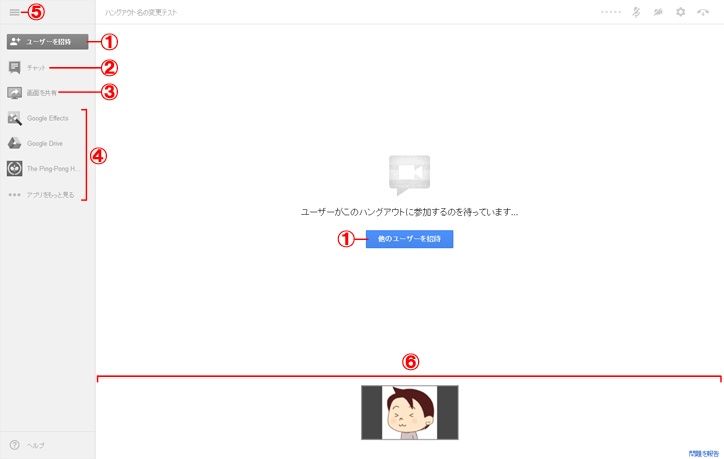 ⑤
ハングアウト名の変更テスト
ユーザーを招待 ①
チャット ②
画面を共有 ③
Google Effects
Google Drive
④
The Ping-Pong H...
アプリをもっと見る
ユーザーがこのハングアウトに参加するのを待っています...
① 他のユーザーを招待
⑥
ヘルプ
問題を報告